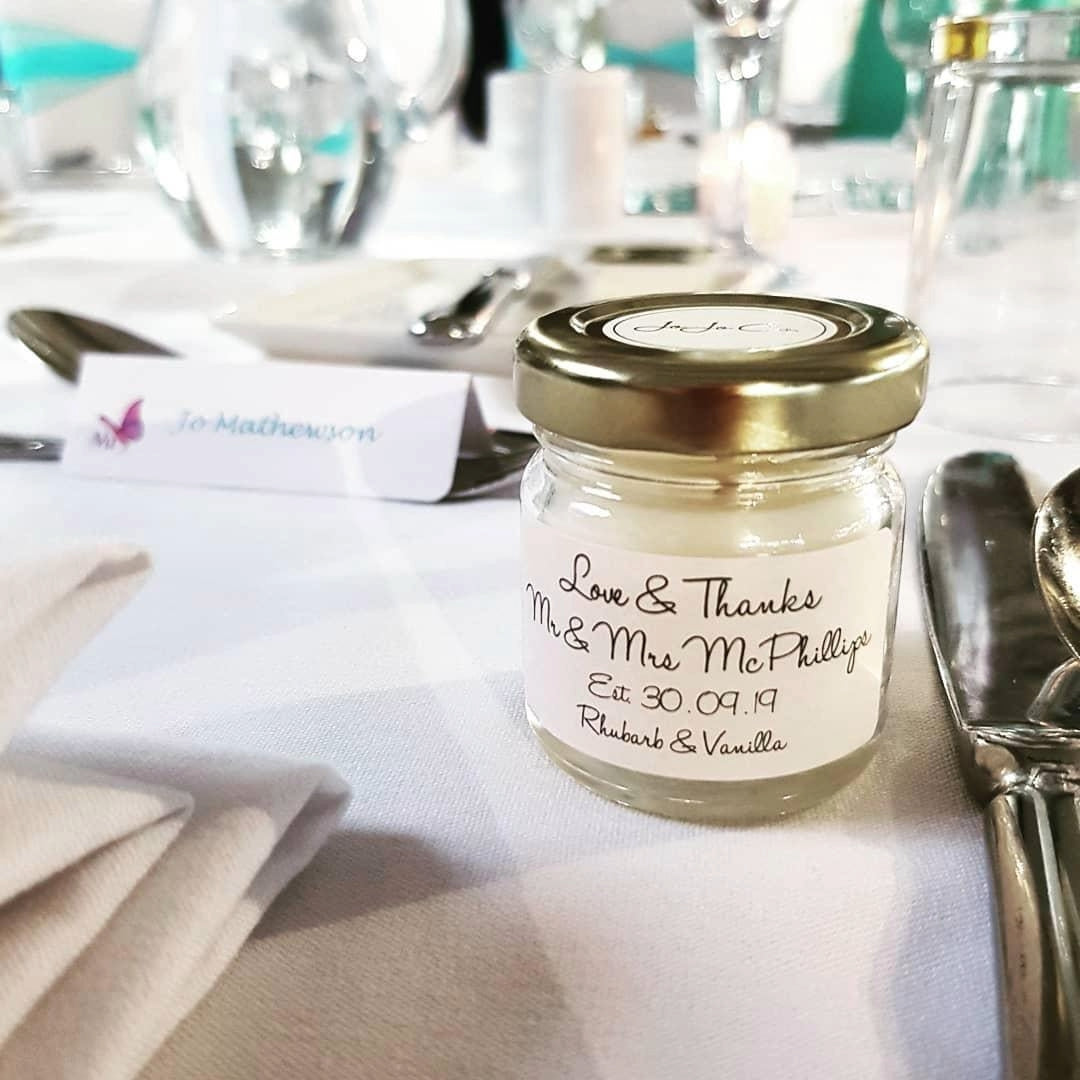 Jo Mathewson
Love & Thanks
Mr & Mrs McPhillips
Est. 30.09.19
Rhubarb & Vanilla